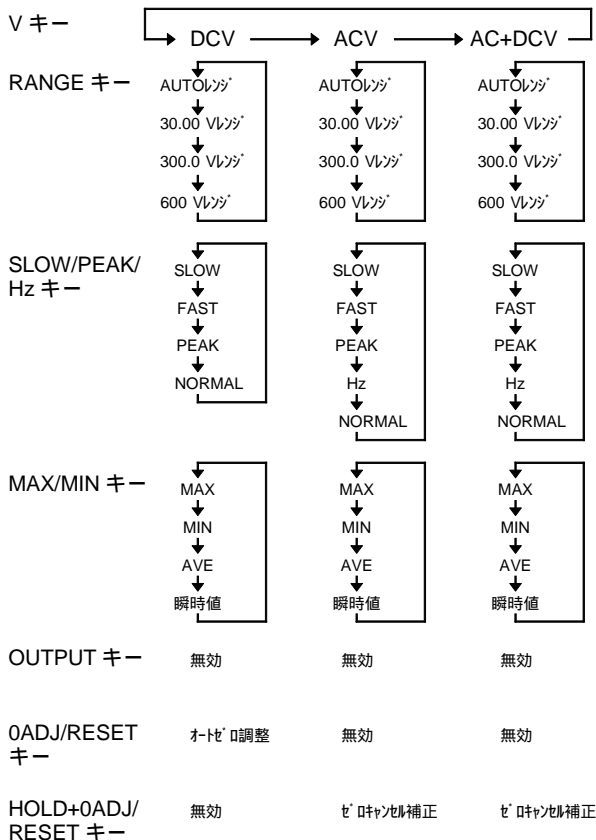 V キー
DCV ACV AC+DCV
RANGE キー
AUTOﾚﾝｼﾞ AUTOﾚﾝｼﾞ AUTOﾚﾝｼﾞ
30.00 Vﾚﾝｼﾞ 30.00 Vﾚﾝｼﾞ 30.00 Vﾚﾝｼﾞ
300.0 Vﾚﾝｼﾞ 300.0 Vﾚﾝｼﾞ 300.0 Vﾚﾝｼﾞ
600 Vﾚﾝｼﾞ 600 Vﾚﾝｼﾞ 600 Vﾚﾝｼﾞ
SLOW/PEAK/
Hz キー
SLOW SLOW SLOW
FAST FAST FAST
PEAK PEAK PEAK
NORMAL Hz Hz
NORMAL NORMAL
MAX/MIN キー
MAX MAX MAX
MIN MIN MIN
AVE AVE AVE
瞬時値 瞬時値 瞬時値
OUTPUT キー 無効 無効 無効
0ADJ/RESET
キー
ｵｰﾄｾﾞﾛ調整 無効 無効
HOLD+0ADJ/
RESET キー
無効 ｾﾞﾛｷｬﾝｾﾙ補正 ｾﾞﾛｷｬﾝｾﾙ補正